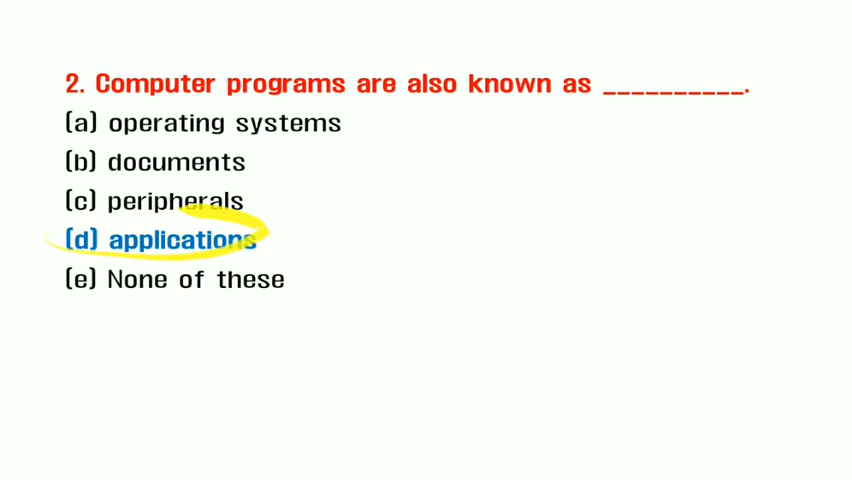 2. Computer programs are also known as __________.
(a) operating systems
(b) documents
(c) peripherals
(d) applications
(e) None of these